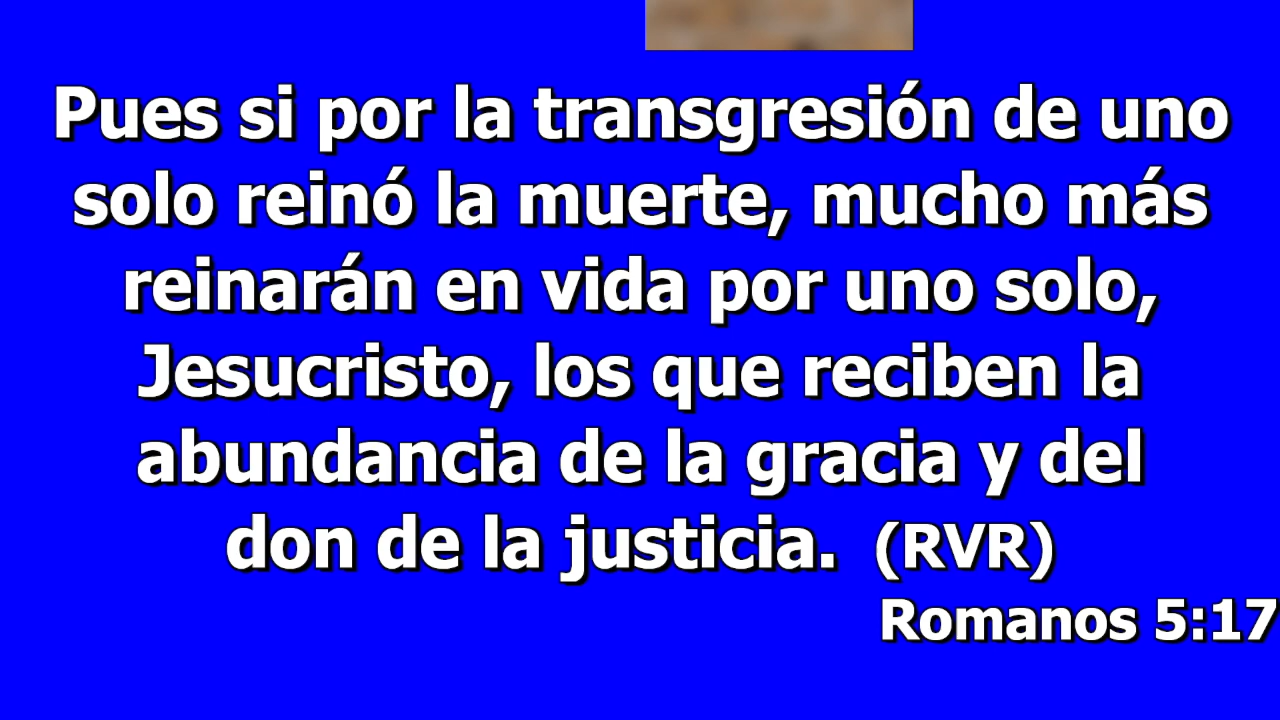 Pues si por la transgresión de uno
solo reinó la muerte, mucho más
reinarán en vida por uno solo,
Jesucristo, los que reciben la
abundancia de la gracia y del
don de la justicia. (RVR)
Romanos 5:17